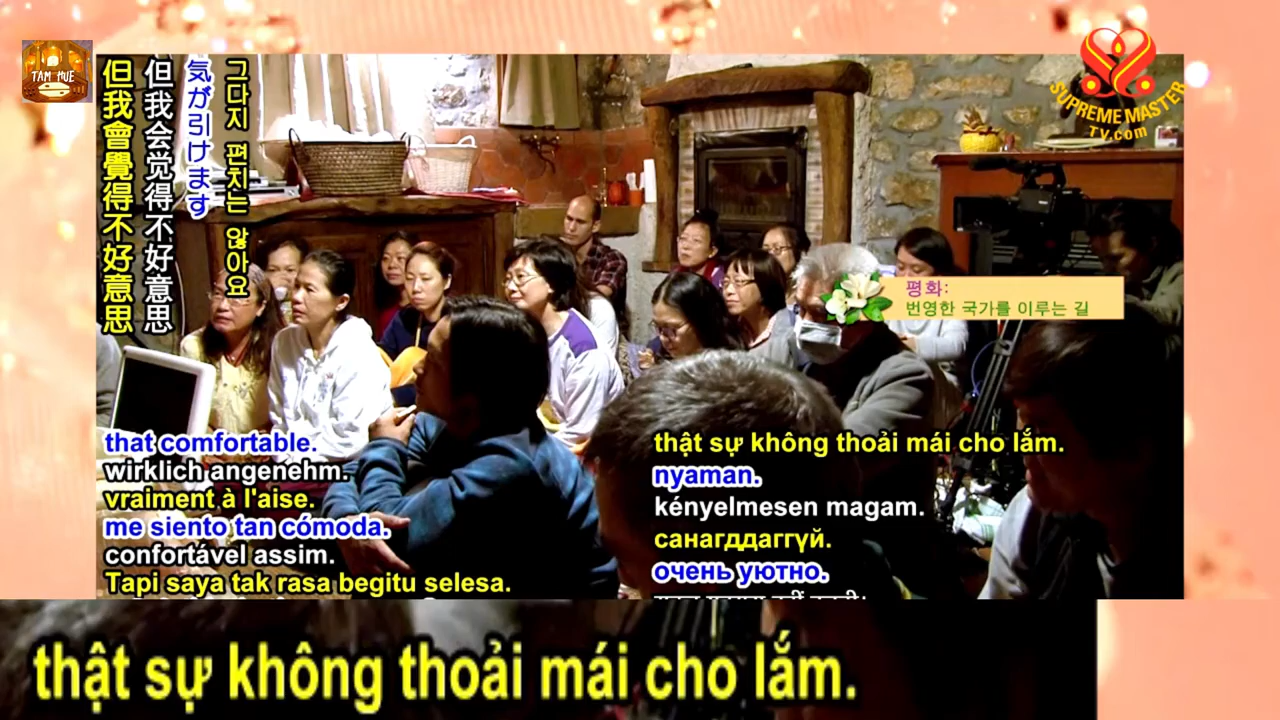 TAM HUE
SUPREME MASTER
TV.com
그다지 편치는 않아요
気が引けます
但我会觉得不好意思
但我會覺得不好意思
평화:
번영한 국가를 이루는 길
that comfortable.
wirklich angenehm.
vraiment à l'aise.
me siento tan cómoda.
confortável assim.
Tapi saya tak rasa begitu selesa.
thật sự không thoải mái cho lắm.
nyaman.
kényelmesen magam.
санагддаггүй.
очень уютно.
thật sự không thoải mái cho lắm.